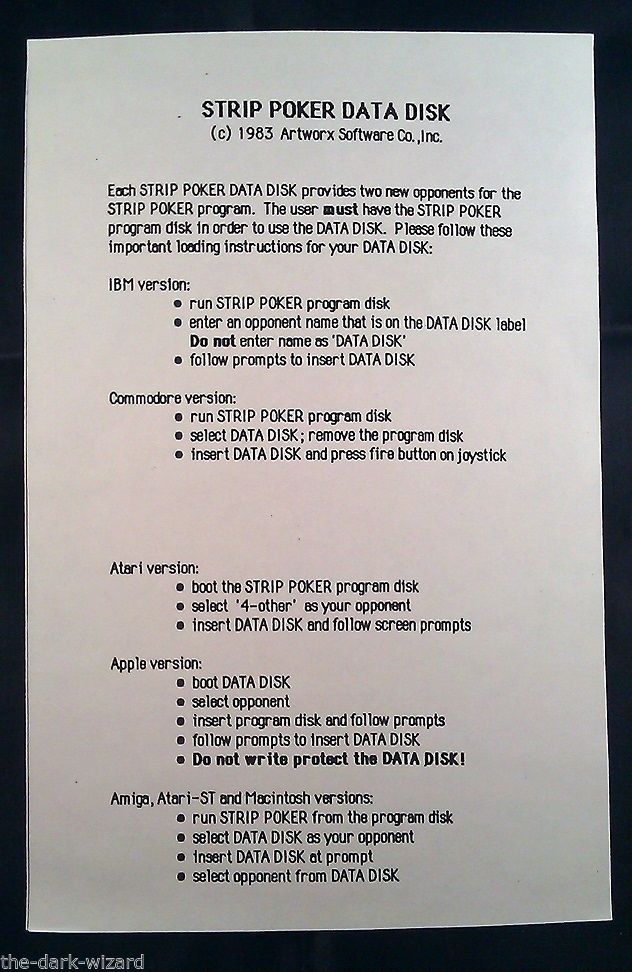 STRIP POKER DATA DISK
(c) 1983 Artworx Software Co.,Inc.
Each STRIP POKER DATA DISK provides two new opponents for the
STRIP POKER program. The user must have the STRIP POKER
program disk in order to use the DATA DISK. Please follow these
important loading instructions for your DATA DISK:
IBM version:
• run STRIP POKER program disk
• enter an opponent name that is on the DATA DISK label
Do not enter name as 'DATA DISK'
• follow prompts to insert DATA DISK
Commodore version:
• run STRIP POKER program disk
• select DATA DISK; remove the program disk
• insert DATA DISK and press fire button on joystick
Atari version:
• boot the STRIP POKER program disk
• select '4-other' as your opponent
• insert DATA DISK and follow screen prompts
Apple version:
• boot DATA DISK
• select opponent
• insert program disk and follow prompts
• follow prompts to insert DATA DISK
• Do not write protect the DATA DISK!
Amiga, Atari-ST and Macintosh versions:
• run STRIP POKER from the program disk
• select DATA DISK as your opponent
• insert DATA DISK at prompt
• select opponent from DATA DISK
the-dark-wizard